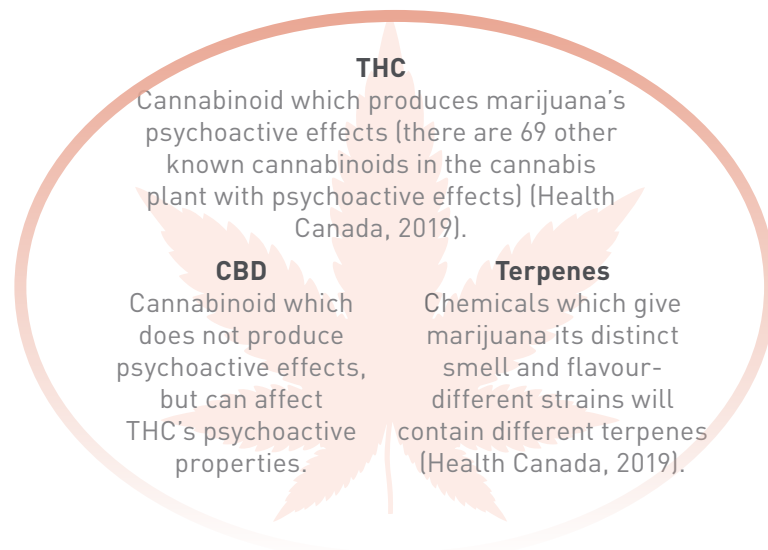 THC
Cannabinoid which produces marijuana’s
psychoactive effects (there are 69 other
known cannabinoids in the cannabis
plant with psychoactive effects) (Health
Canada, 2019).
CBD
Cannabinoid which
does not produce
psychoactive effects,
but can affect
THC’s psychoactive
properties.
Terpenes
Chemicals which give
marijuana its distinct
smell and flavour-
different strains will
contain different terpenes
(Health Canada, 2019).